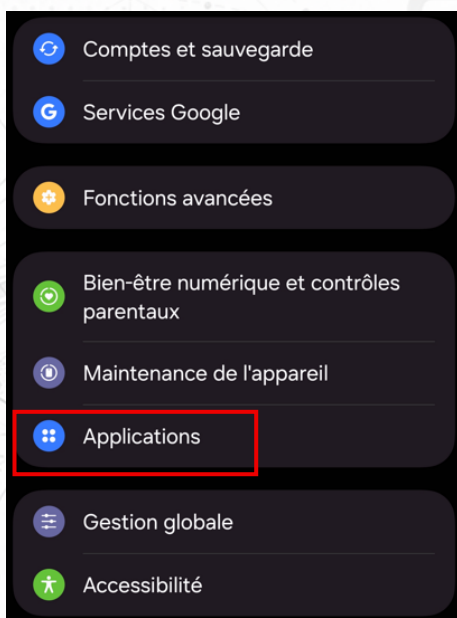 Comptes et sauvegarde
G
Services Google
Fonctions avancées
Bien-être numérique et contrôles
parentaux
Maintenance de l'appareil
Applications
Gestion globale
Accessibilité